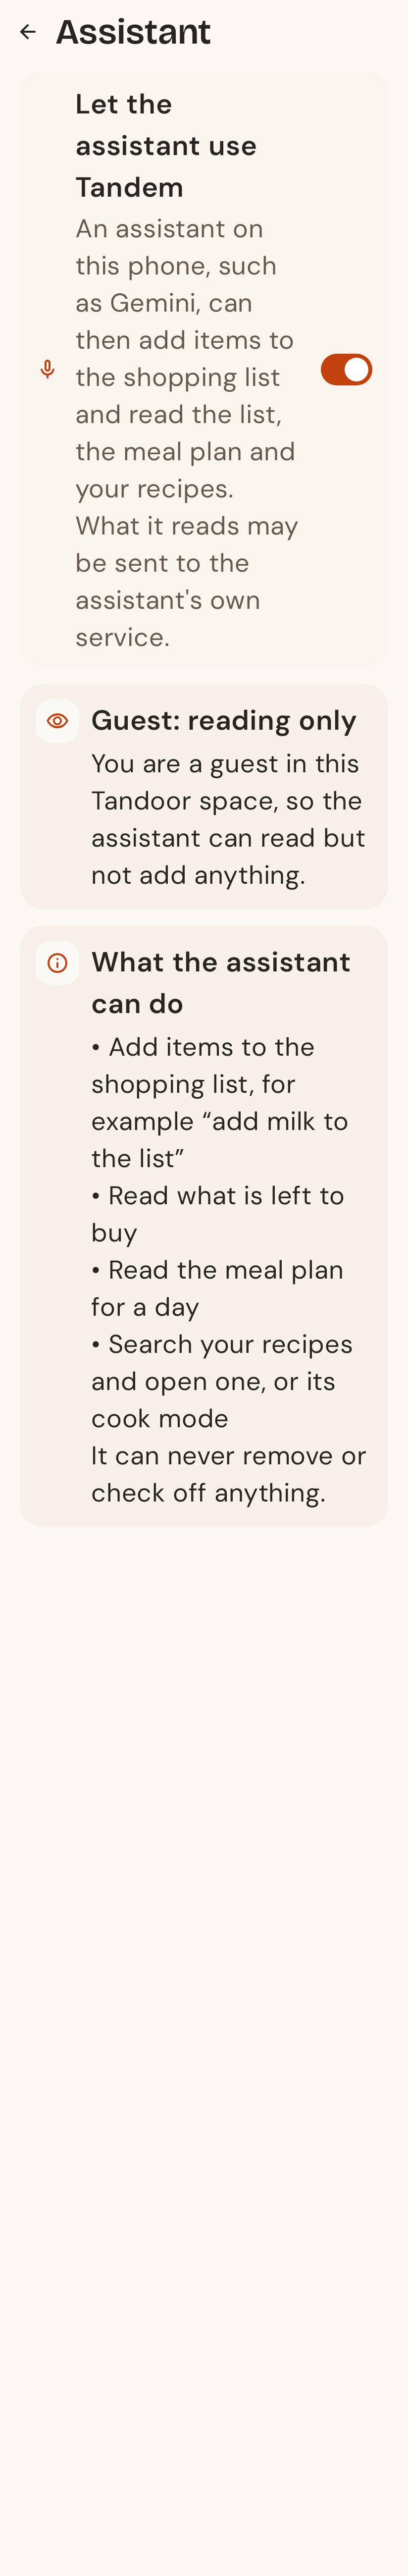 Assistant
Let the
assistant use
Tandem
An assistant on
this phone, such
as Gemini, can
then add items to
the shopping list
and read the list,
the meal plan and
your recipes.
What it reads may
be sent to the
assistant's own
service.
Guest: reading only
You are a guest in this
Tandoor space, so the
assistant can read but
not add anything.
What the assistant
can do
• Add items to the
shopping list, for
example “add milk to
the list”
• Read what is left to
buy
• Read the meal plan
for a day
• Search your recipes
and open one, or its
cook mode
It can never remove or
check off anything.